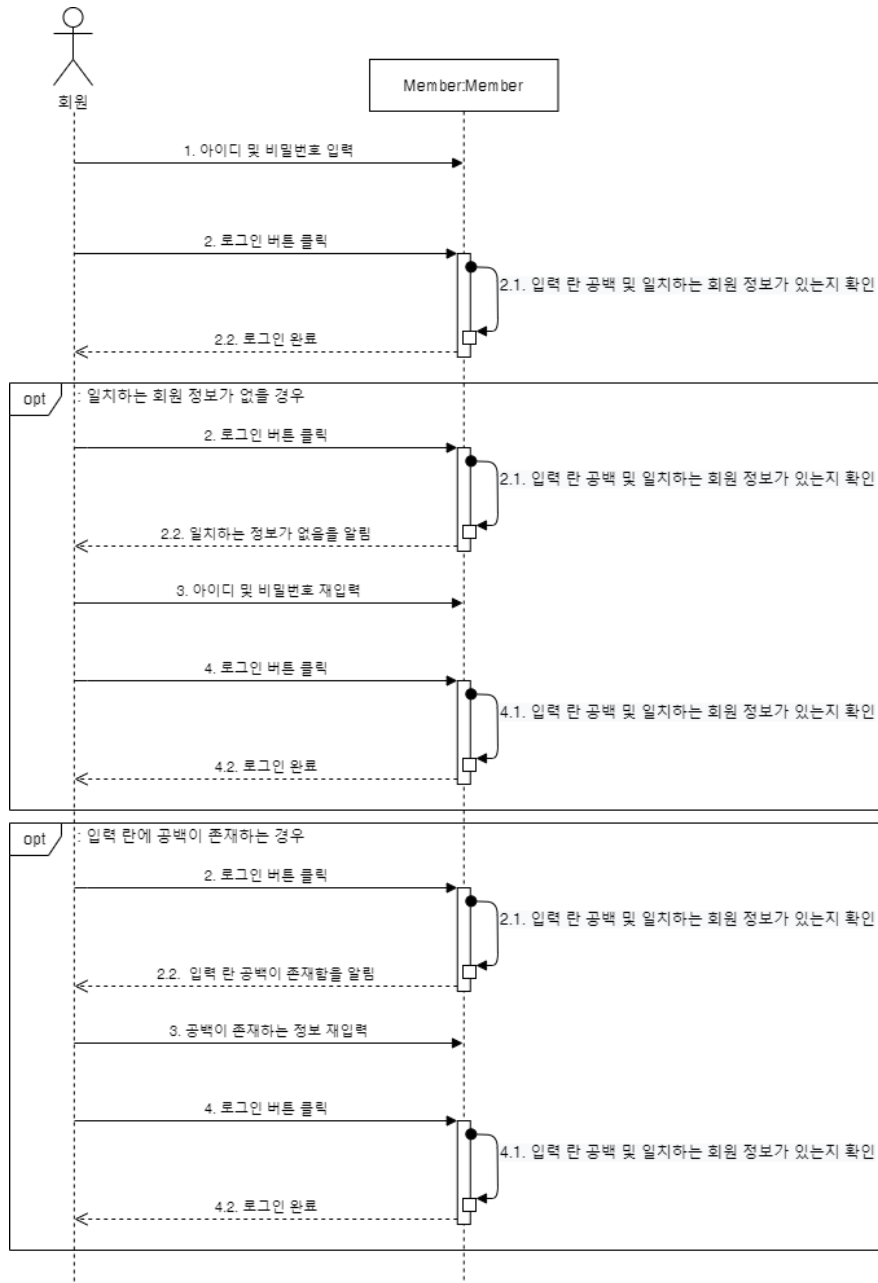 회원
Member:Member
1. 아이디 및 비밀번호 입력
2. 로그인 버튼 클릭
2.1. 입력 란 공백 및 일치하는 회원 정보가 있는지 확인
2.2. 로그인 완료
opt
: 일치하는 회원 정보가 없을 경우
2. 로그인 버튼 클릭
2.1. 입력 란 공백 및 일치하는 회원 정보가 있는지 확인
2.2. 일치하는 정보가 없음을 알림
3. 아이디 및 비밀번호 재입력
4. 로그인 버튼 클릭
4.1. 입력 란 공백 및 일치하는 회원 정보가 있는지 확인
4.2. 로그인 완료
opt
: 입력 란에 공백이 존재하는 경우
2. 로그인 버튼 클릭
2.1. 입력 란 공백 및 일치하는 회원 정보가 있는지 확인
2.2. 입력 란 공백이 존재함을 알림
3. 공백이 존재하는 정보 재입력
4. 로그인 버튼 클릭
4.1. 입력 란 공백 및 일치하는 회원 정보가 있는지 확인
4.2. 로그인 완료